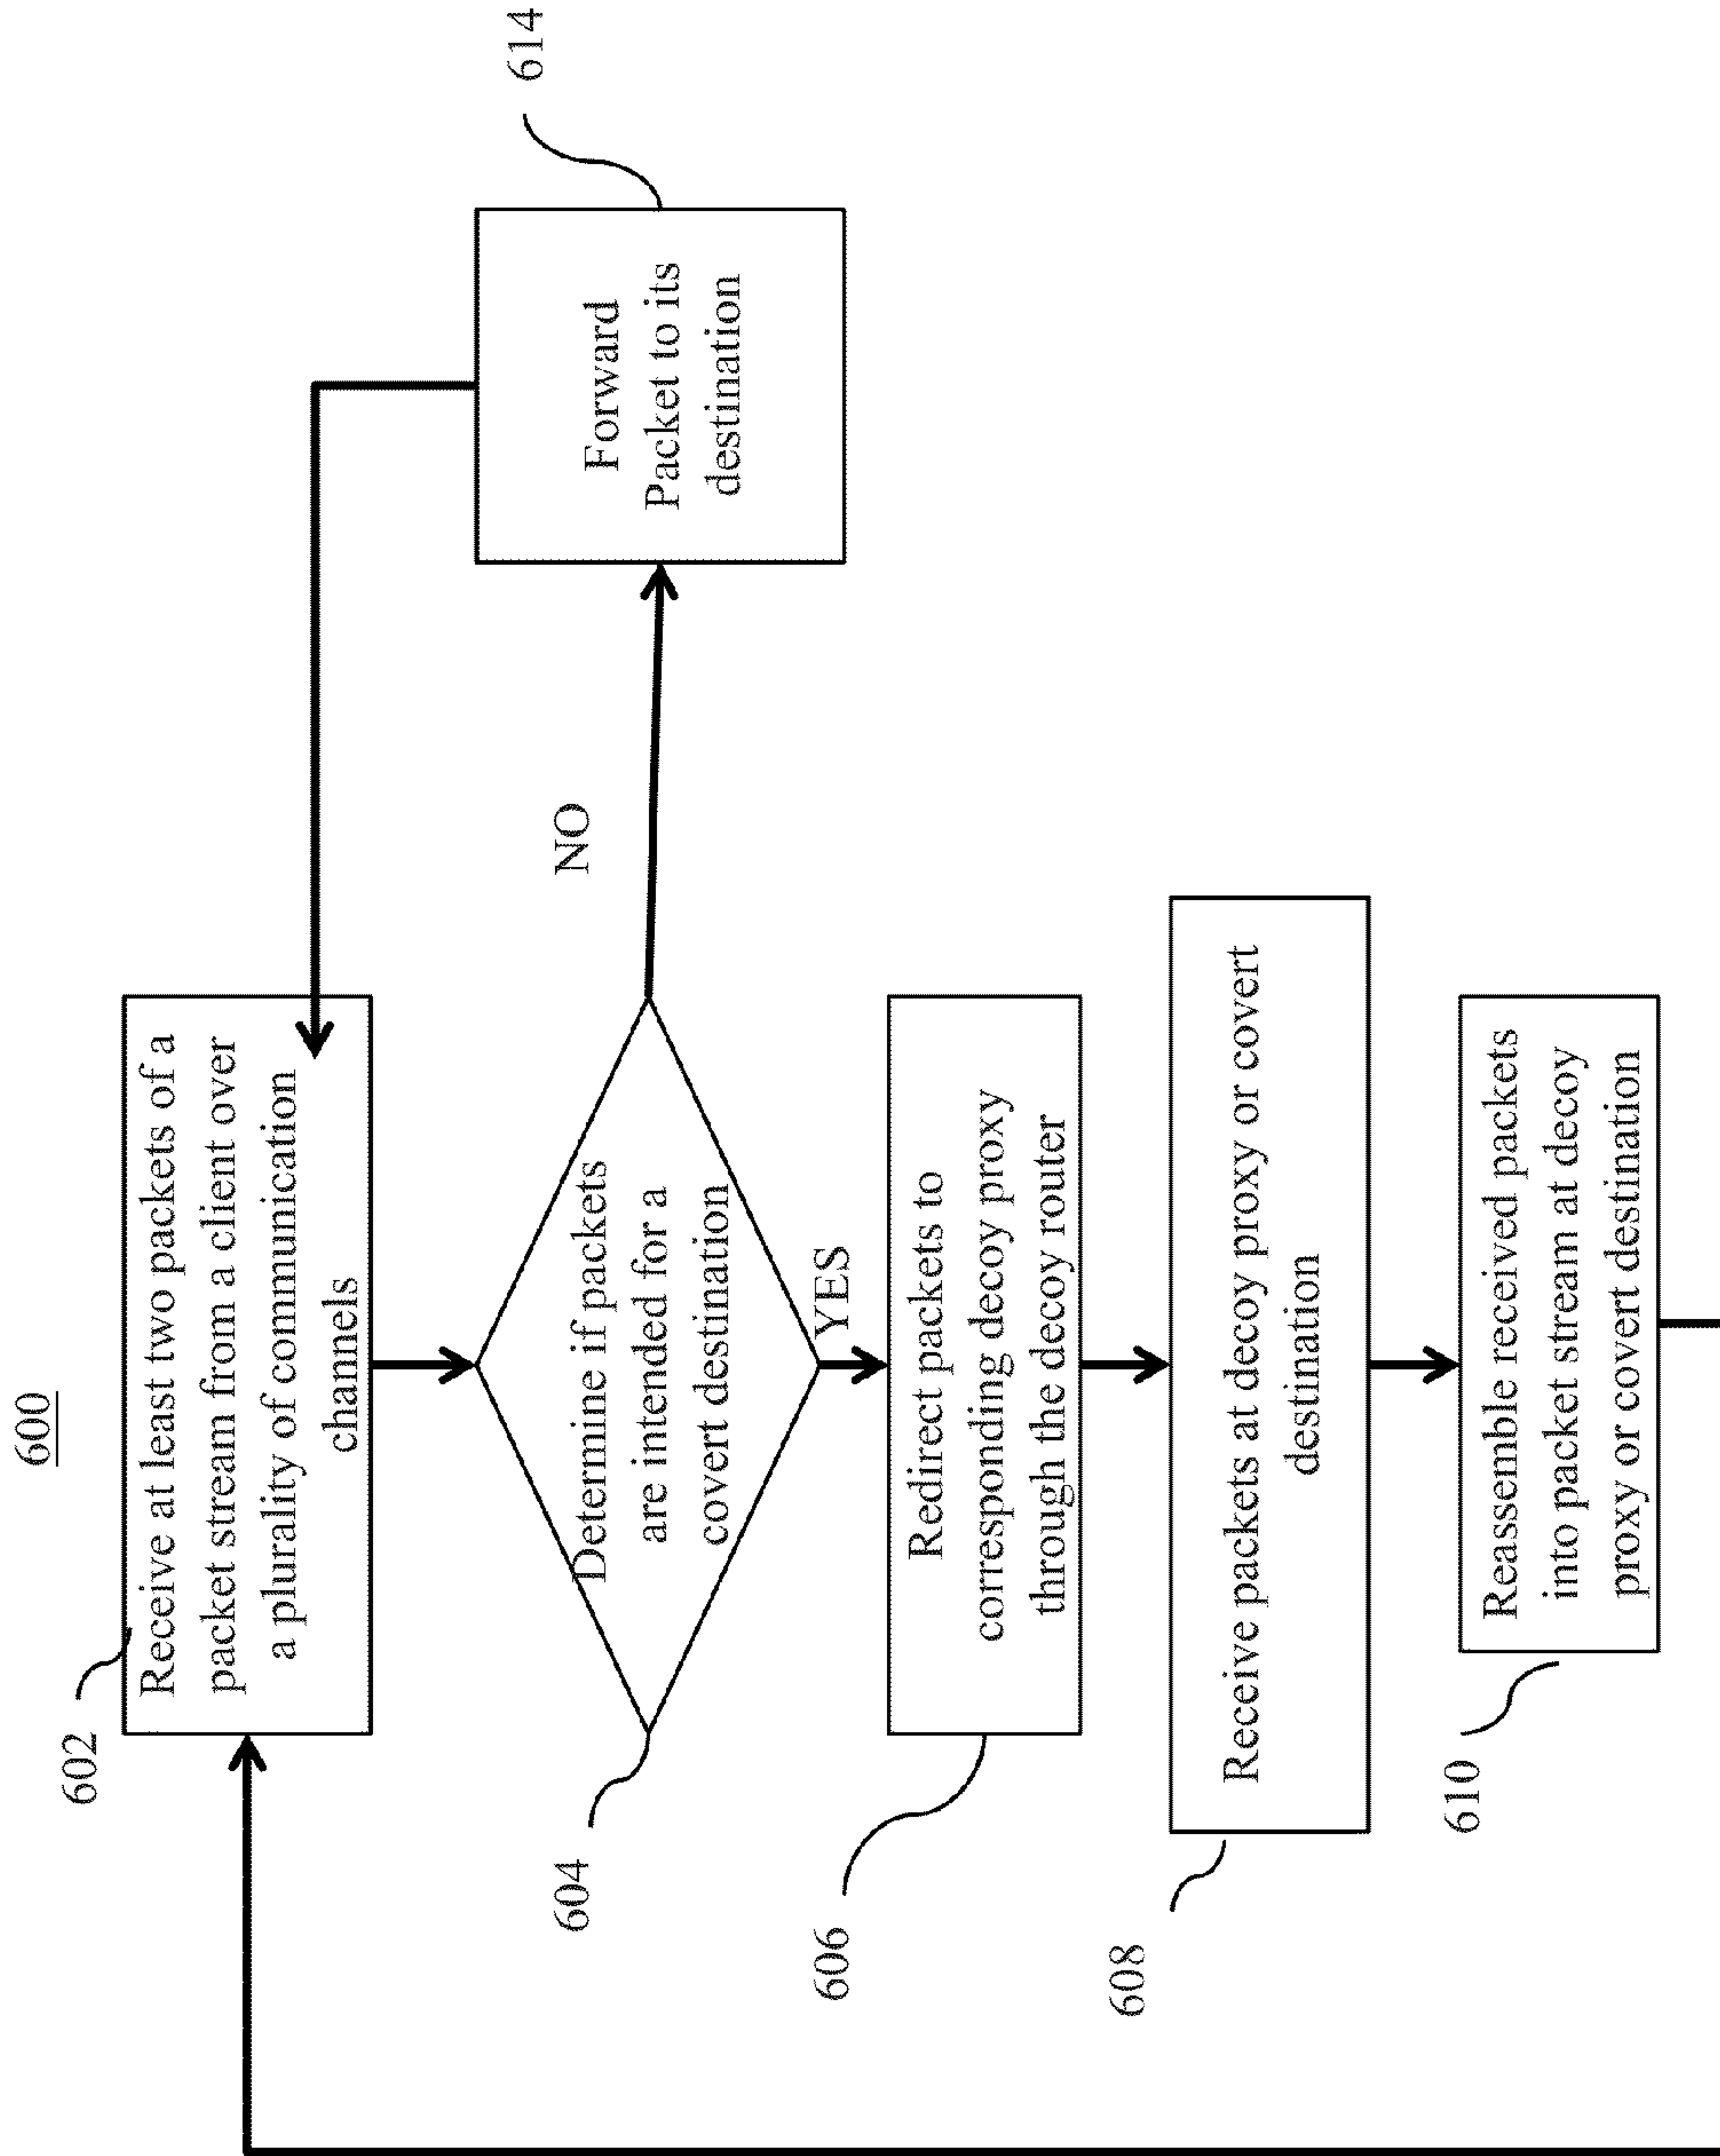 600
602
Receive at least two packets of a
packet stream from a client over
a plurality of communication
channels
604
Determine if packets
are intended for a
covert destination
NO
614
Forward
Packet to its
destination
YES
606
Redirect packets to
corresponding decoy proxy
through the decoy router
608
Receive packets at decoy proxy or covert
destination
610
Reassemble received packets
into packet stream at decoy
proxy or covert destination